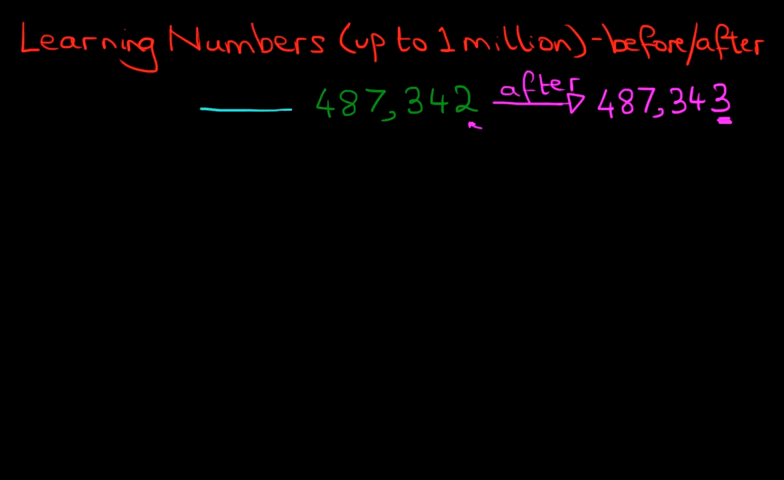 Learning Numbers (up to 1 million) - before/after
487,342 after 487,343